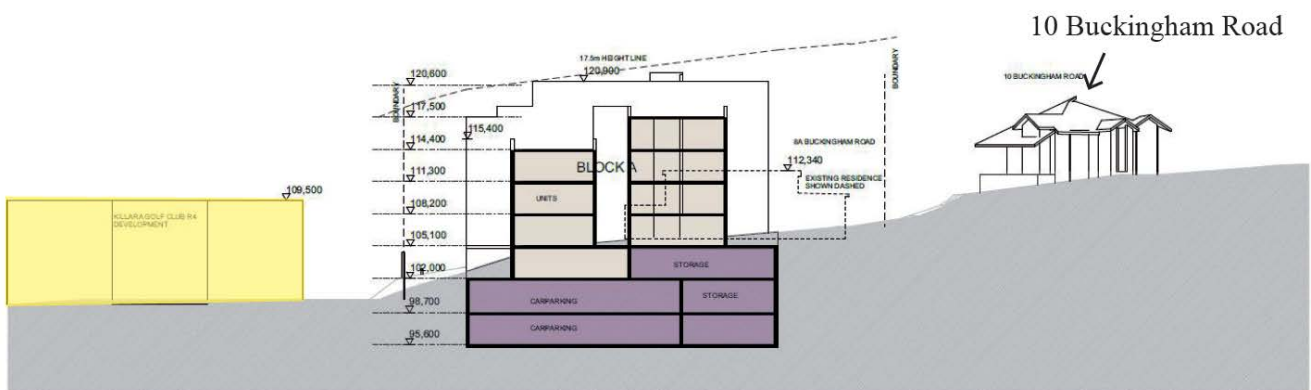 10 Buckingham Road
17.5m HEIGHT LINE
120,900
120,600
BOUNDARY
BOUNDARY
10 BUCKINGHAM ROAD
117,500
115,400
114,400
8A BUCKINGHAM ROAD
112,340
BLOCK A
111,300
EXISTING RESIDENCE
SHOWN DASHED
109,500
UNITS
108,200
KILLARA GOLF CLUB R4
DEVELOPMENT
105,100
STORAGE
102,000
STORAGE
CARPARKING
98,700
CARPARKING
95,600